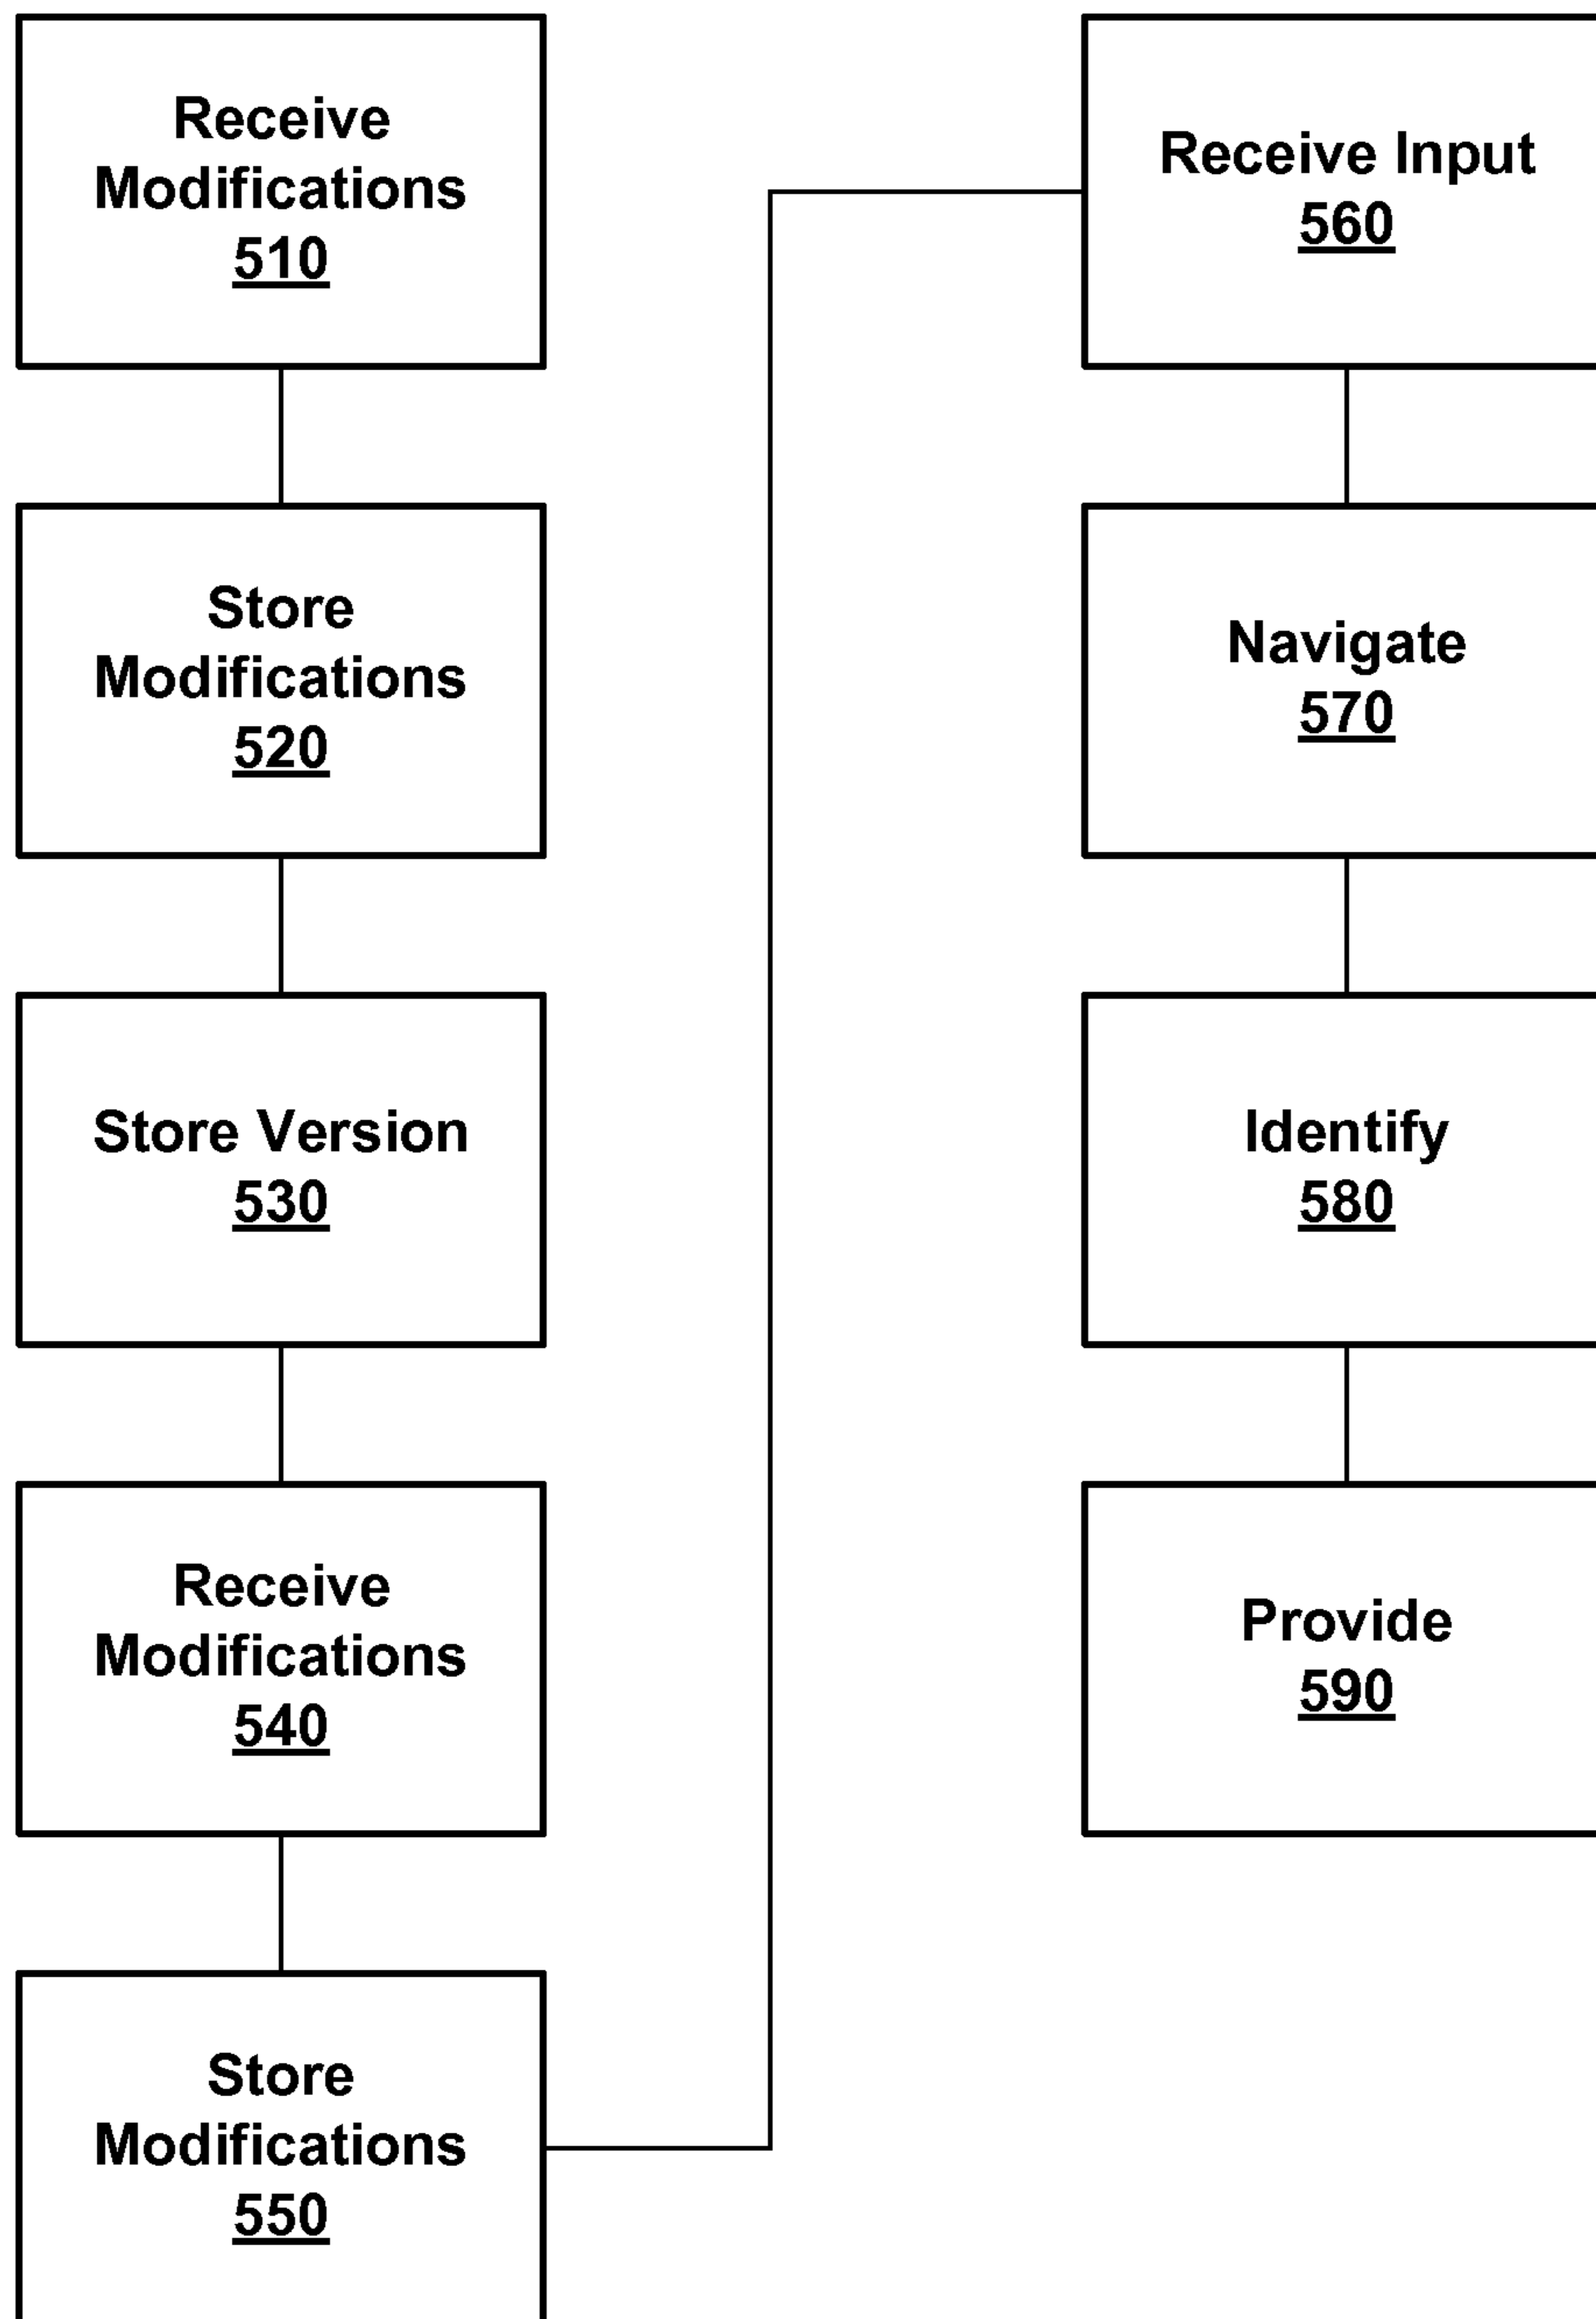 Receive
Modifications
510
Store
Modifications
520
Store Version
530
Receive
Modifications
540
Store
Modifications
550
Receive Input
560
Navigate
570
Identify
580
Provide
590